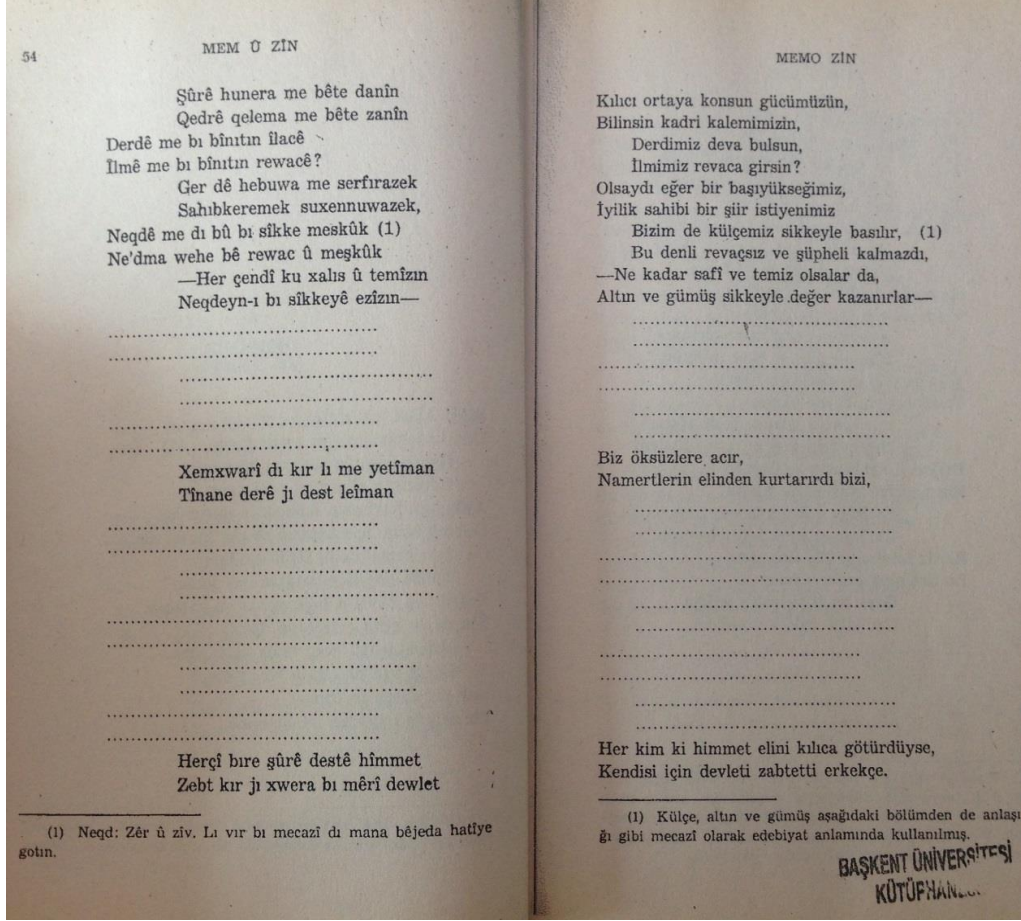 54
MEM Û ZÎN
Şûrê hunera me bête danîn
Qedrê qelema me bête zanîn
Derdê me bı bînıtın îlacê
Îlmê me bı bînıtın rewacê?
Ger dê hebuwa me serfırazek
Sahıbkeremek suxennuwazek,
Neqdê me dı bû bı sîkke meskûk (1)
Ne'dma wehe bê rewac û meşkûk
—Her çendî ku xalıs û temîzın
Neqdeyn-ı bı sîkkeyê ezîzın—
Xemxwarî dı kır lı me yetîman
Tînane derê jı dest leîman
Herçî bıre şûrê destê hîmmet
Zebt kır jı xwera bı mêrî dewlet
(1) Neqd: Zêr û zîv. Lı vır bı mecazî dı mana bêjeda hatîye
gotın.
MEMO ZÎN
Kılıcı ortaya konsun gücümüzün,
Bilinsin kadri kalemimizin,
Derdimiz deva bulsun,
İlmimiz revaca girsin?
Olsaydı eğer bir başıyükseğimiz,
İyilik sahibi bir şiir istiyenimiz
Bizim de külçemiz sikkeyle basılır, (1)
Bu denli revaçsız ve şüpheli kalmazdı,
—Ne kadar safî ve temiz olsalar da,
Altın ve gümüş sikkeyle değer kazanırlar—
Biz öksüzlere acır,
Namertlerin elinden kurtarırdı bizi,
Her kim ki himmet elini kılıca götürdüyse,
Kendisi için devleti zabtetti erkekçe.
(1) Külçe, altın ve gümüş aşağıdaki bölümden de anlaşı
ğı gibi mecazî olarak edebiyat anlamında kullanılmış.
BAŞKENT ÜNİVERSİTESİ